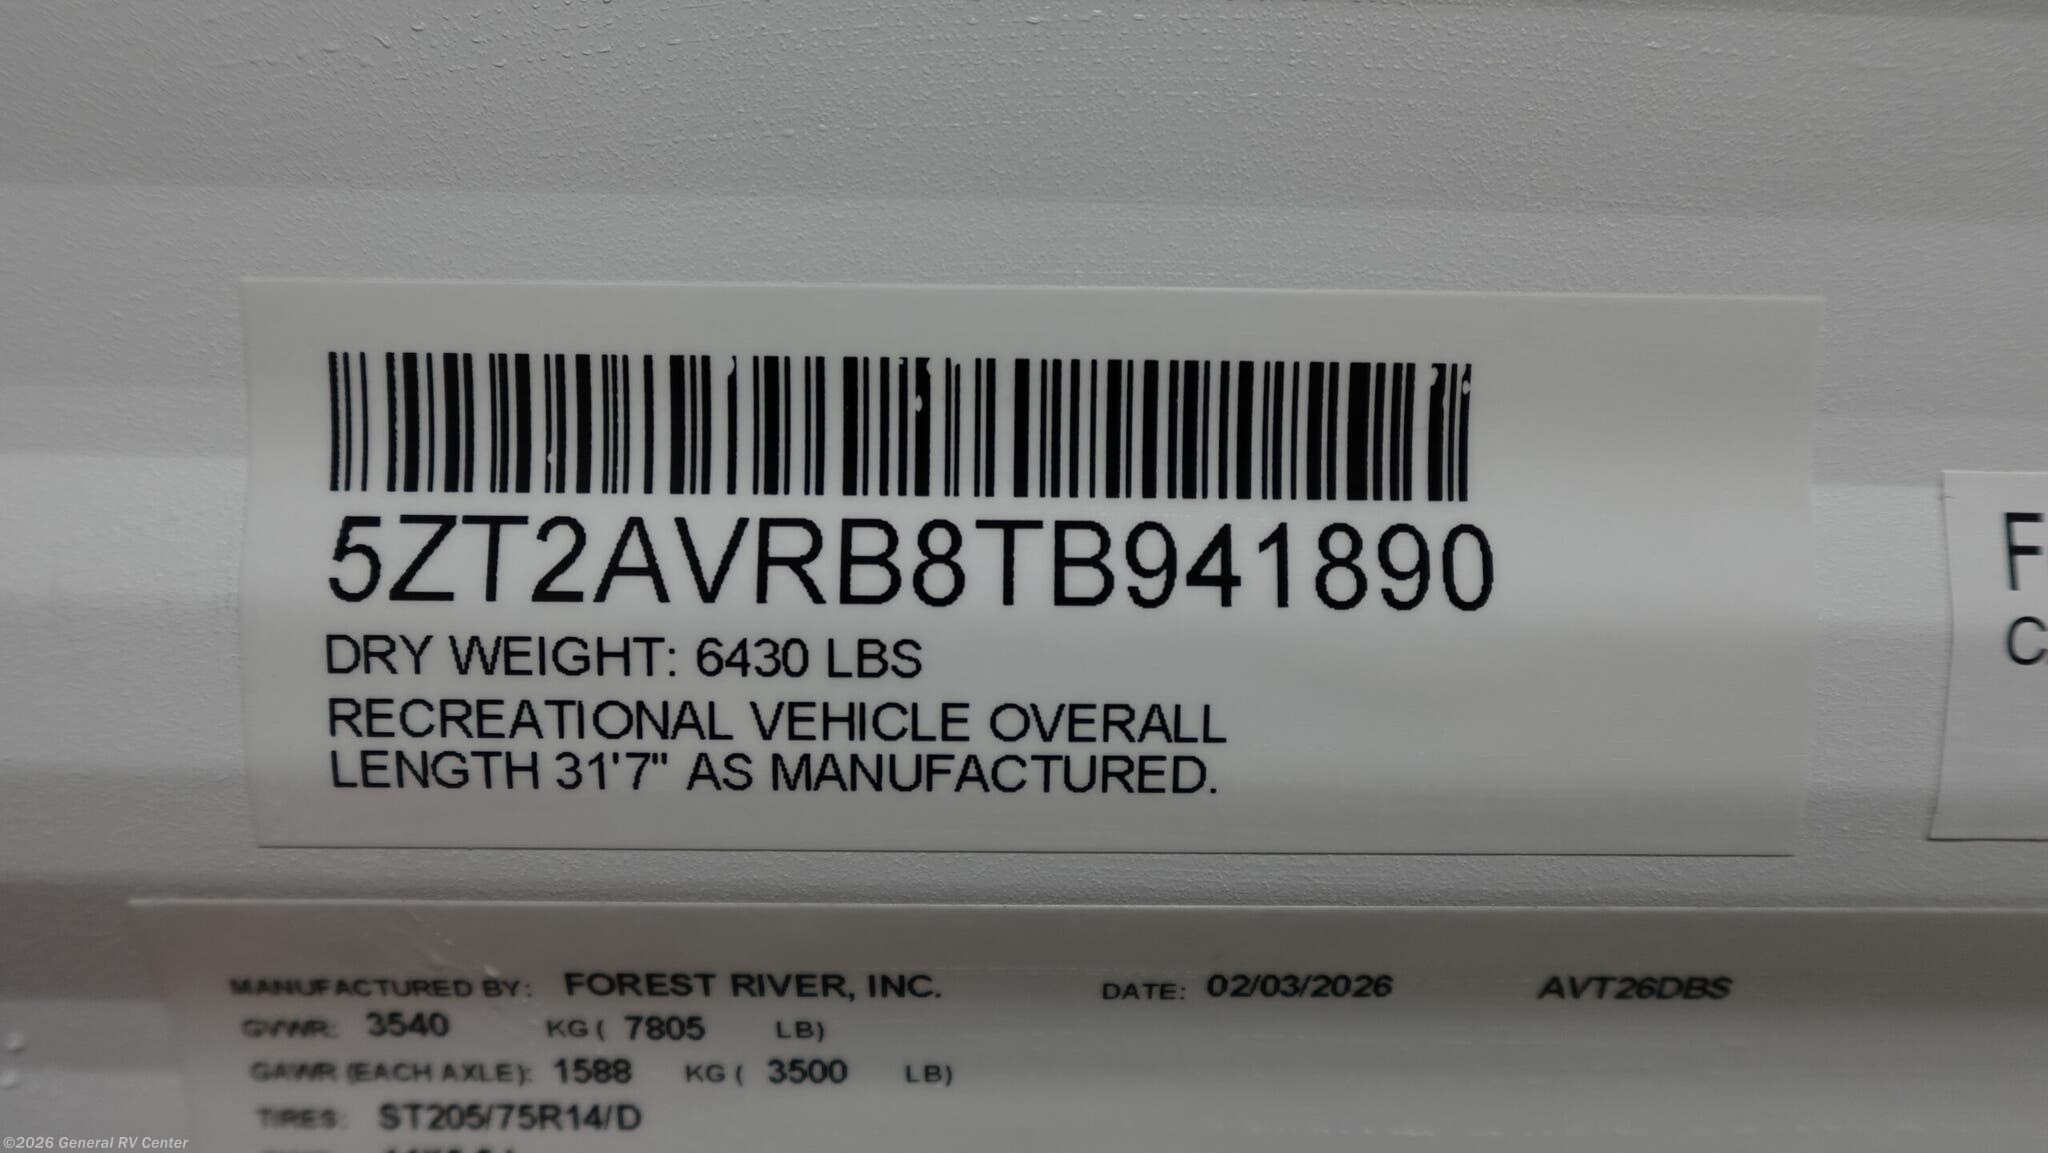 5ZT2AVRB8TB941890
DRY WEIGHT: 6430 LBS
RECREATIONAL VEHICLE OVERALL
LENGTH 31'7" AS MANUFACTURED.
MANUFACTURED BY: FOREST RIVER, INC. DATE: 02/03/2026 AVT26DBS
GVWR: 3540 KG ( 7805 LB)
GAWR (EACH AXLE): 1588 KG ( 3500 LB)
TIRES: ST205/75R14/D
©2026 General RV Center